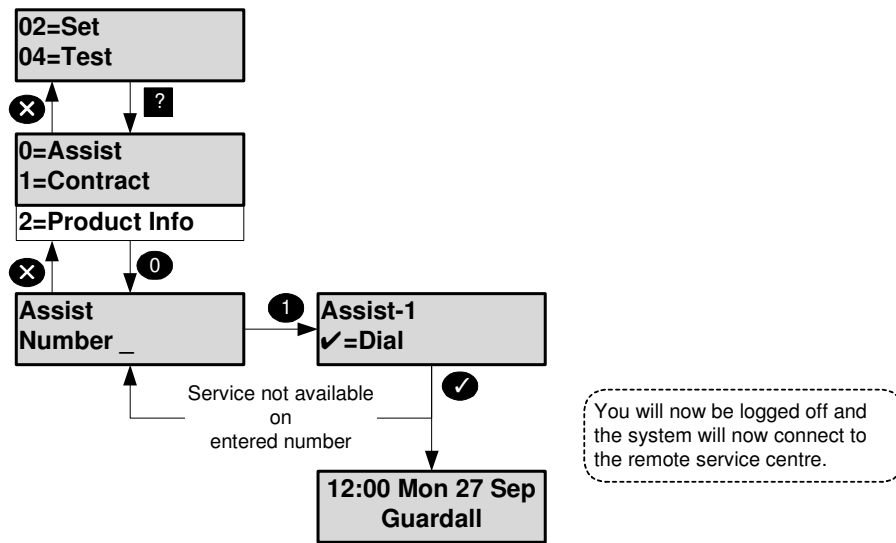 02=Set
04=Test
?
0=Assist
1=Contract
2=Product Info
0
Assist
Number _
1
Assist-1
✔=Dial
Service not available
on
entered number
You will now be logged off and
the system will now connect to
the remote service centre.
12:00 Mon 27 Sep
Guardall